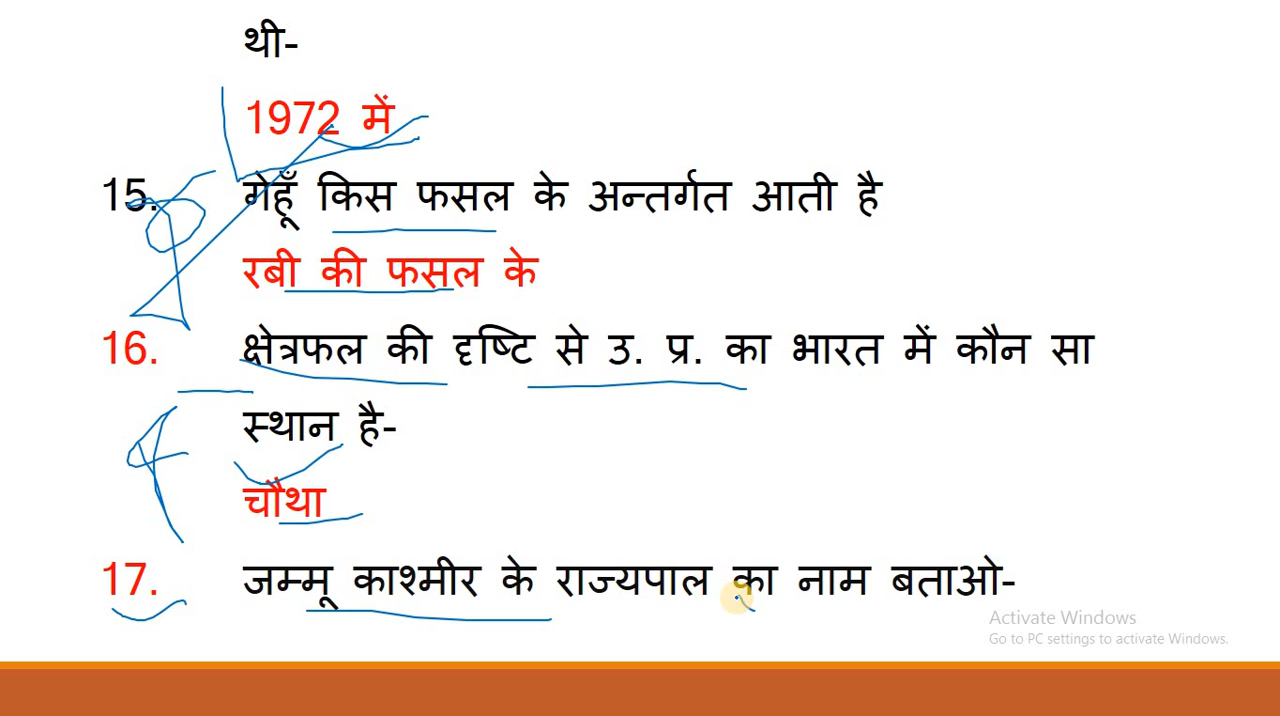 थी-
1972 में
15. गेहूँ किस फसल के अन्तर्गत आती है
रबी की फसल के
16. क्षेत्रफल की दृष्टि से उ. प्र. का भारत में कौन सा
स्थान है-
चौथा
17. जम्मू काश्मीर के राज्यपाल का नाम बताओ-
Activate Windows
Go to PC settings to activate Windows.